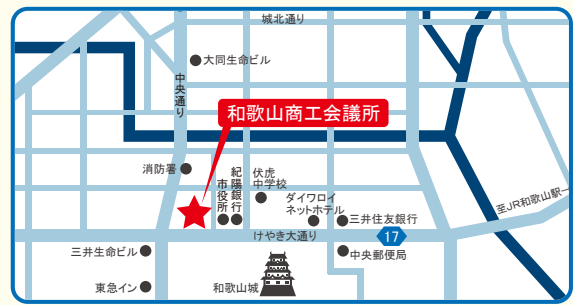 城北通り
大同生命ビル
中央通り
和歌山商工会議所
消防署
市役所
紀陽銀行
伏虎
中学校
ダイワロイ
ネットホテル
三井住友銀行
至JR和歌山駅→
けやき大通り
17
三井生命ビル
中央郵便局
東急イン
和歌山城